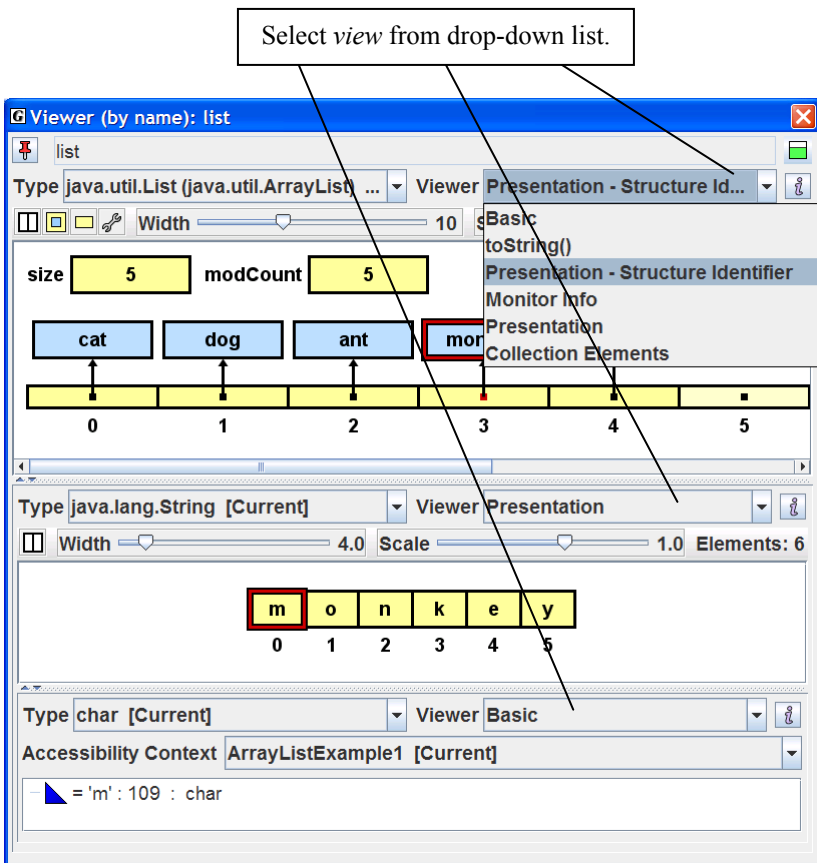 Select view from drop-down list.
G Viewer (by name): list
list
Type java.util.List (java.util.ArrayList) ... Viewer Presentation - Structure Id... i
Width 10 S
Basic
toString()
Presentation - Structure Identifier
Monitor Info
Presentation
Collection Elements
size 5 modCount 5
cat dog ant mon
0 1 2 3 4 5
Type java.lang.String [Current] Viewer Presentation i
Width 4.0 Scale 1.0 Elements: 6
m o n k e y
0 1 2 3 4 5
Type char [Current] Viewer Basic i
Accessibility Context ArrayListExample1 [Current]
= 'm' : 109 : char